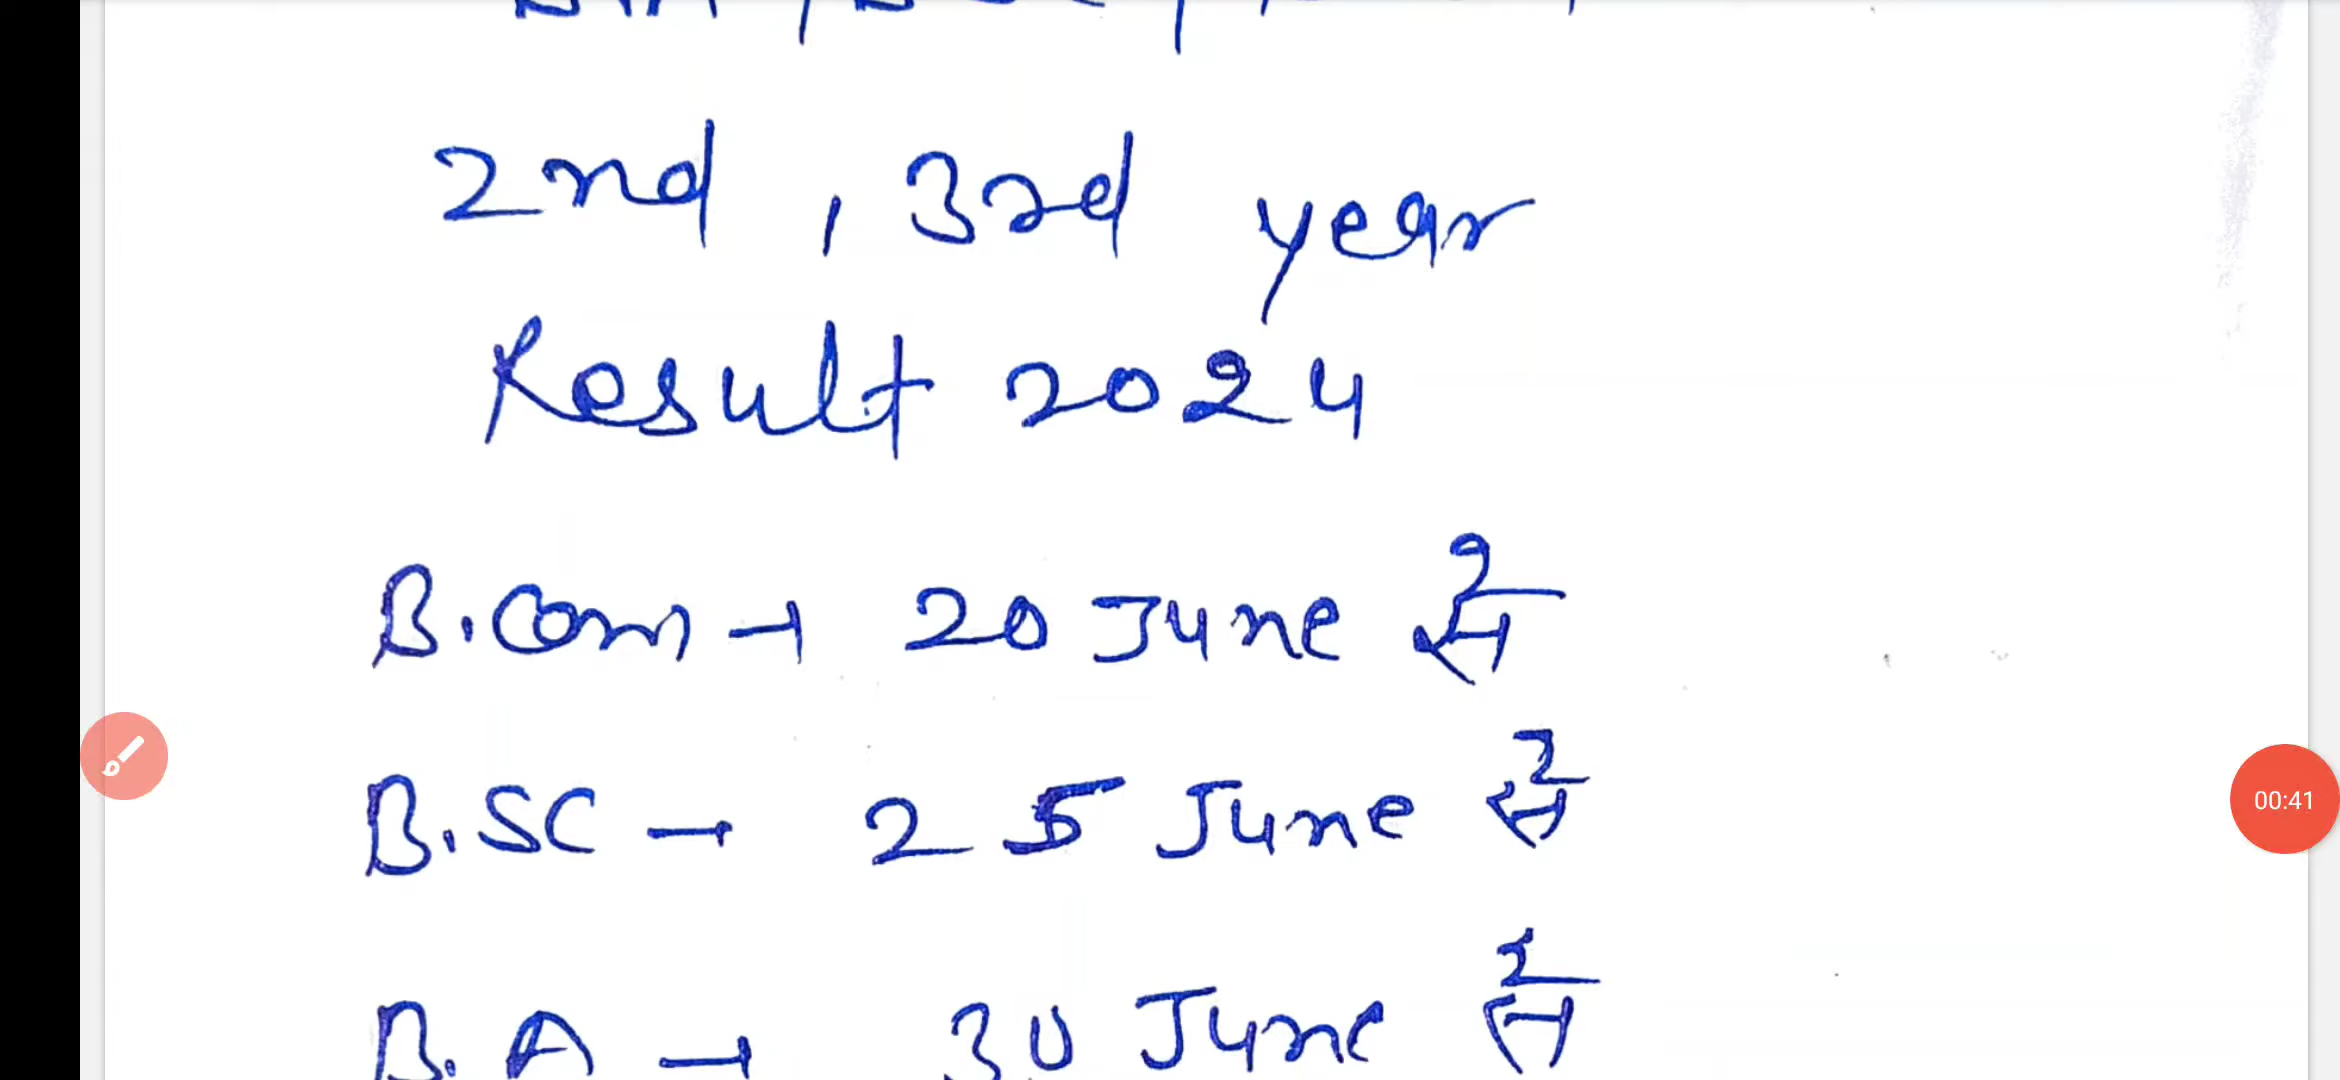 2nd, 3rd year
Result 2024
B.Com → 20 June से
B.SC → 25 June से
00:41
B.A → 30 June से